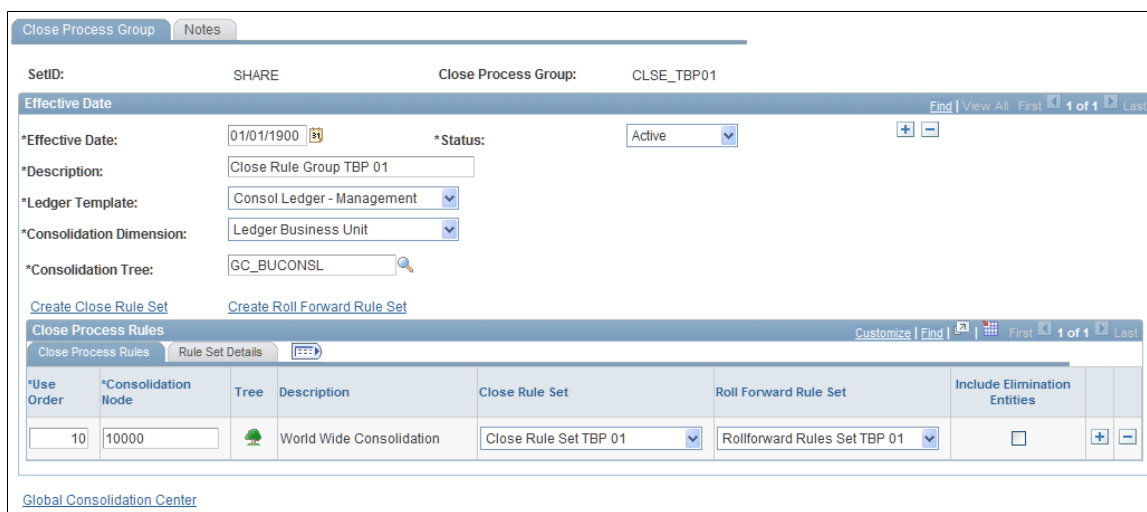 Close Process Group Notes
SetID: SHARE Close Process Group: CLSE_TBP01
Effective Date Find | View All First 1 of 1 Last
*Effective Date: 01/01/1900 31 *Status: Active
*Description: Close Rule Group TBP 01
*Ledger Template: Consol Ledger - Management
*Consolidation Dimension: Ledger Business Unit
*Consolidation Tree: GC_BUCONSL
Create Close Rule Set Create Roll Forward Rule Set
Close Process Rules Customize | Find | | First 1 of 1 Last
Close Process Rules Rule Set Details
*Use Order *Consolidation Node Tree Description Close Rule Set Roll Forward Rule Set Include Elimination Entities
10 10000 World Wide Consolidation Close Rule Set TBP 01 Rollforward Rules Set TBP 01
Global Consolidation Center